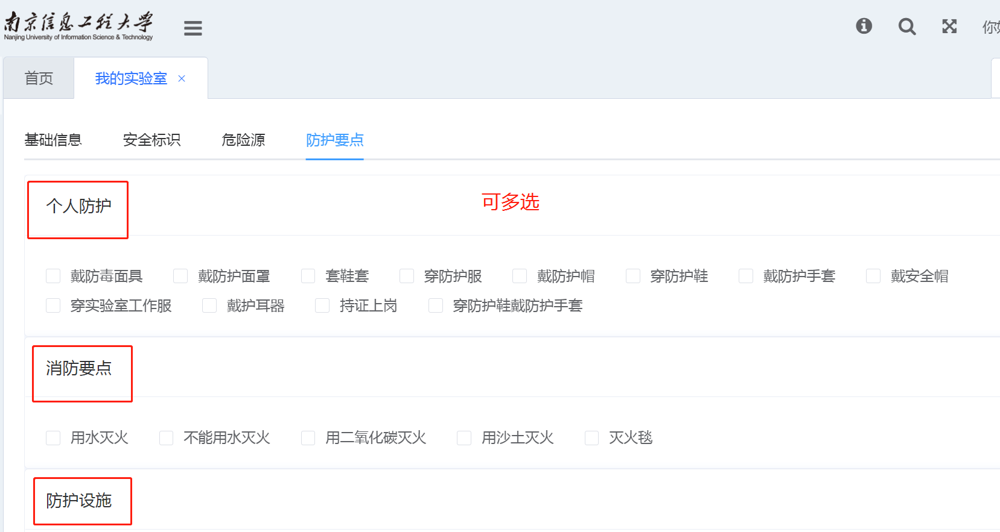 南京信息工程大学
Nanjing University of Information Science & Technology
你好
首页 我的实验室 ×
基础信息 安全标识 危险源 防护要点
个人防护 可多选
戴防毒面具 戴防护面罩 套鞋套 穿防护服 戴防护帽 穿防护鞋 戴防护手套 戴安全帽
穿实验室工作服 戴护耳器 持证上岗 穿防护鞋戴防护手套
消防要点
用水灭火 不能用水灭火 用二氧化碳灭火 用沙土灭火 灭火毯
防护设施